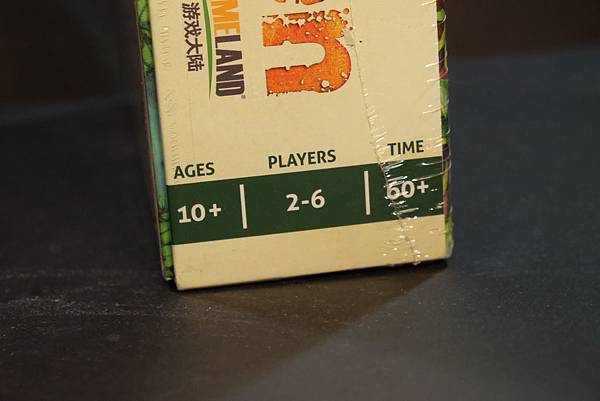 游戏大陆
MELAND®
n
AGES PLAYERS TIME
10+ 2-6 60+